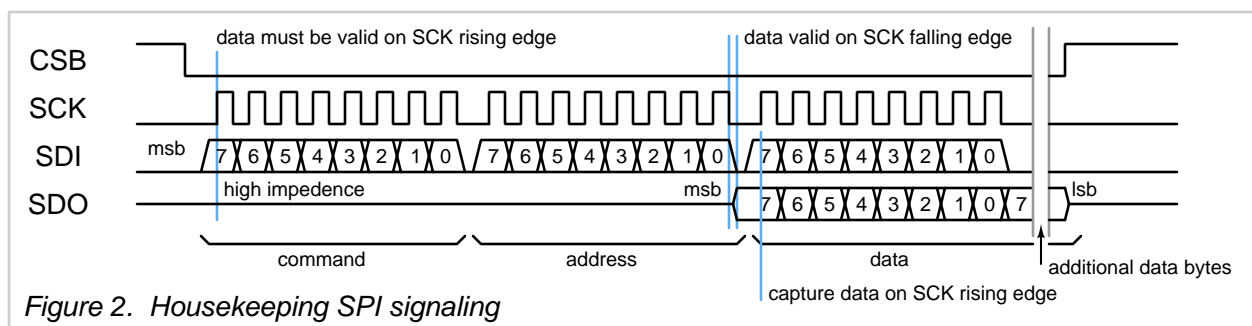 data must be valid on SCK rising edge
data valid on SCK falling edge
CSB
SCK
SDI
msb
7 6 5 4 3 2 1 0
7 6 5 4 3 2 1 0
7 6 5 4 3 2 1 0
high impedence
msb
lsb
SDO
7 6 5 4 3 2 1 0 7
command
address
data
additional data bytes
capture data on SCK rising edge
Figure 2. Housekeeping SPI signaling